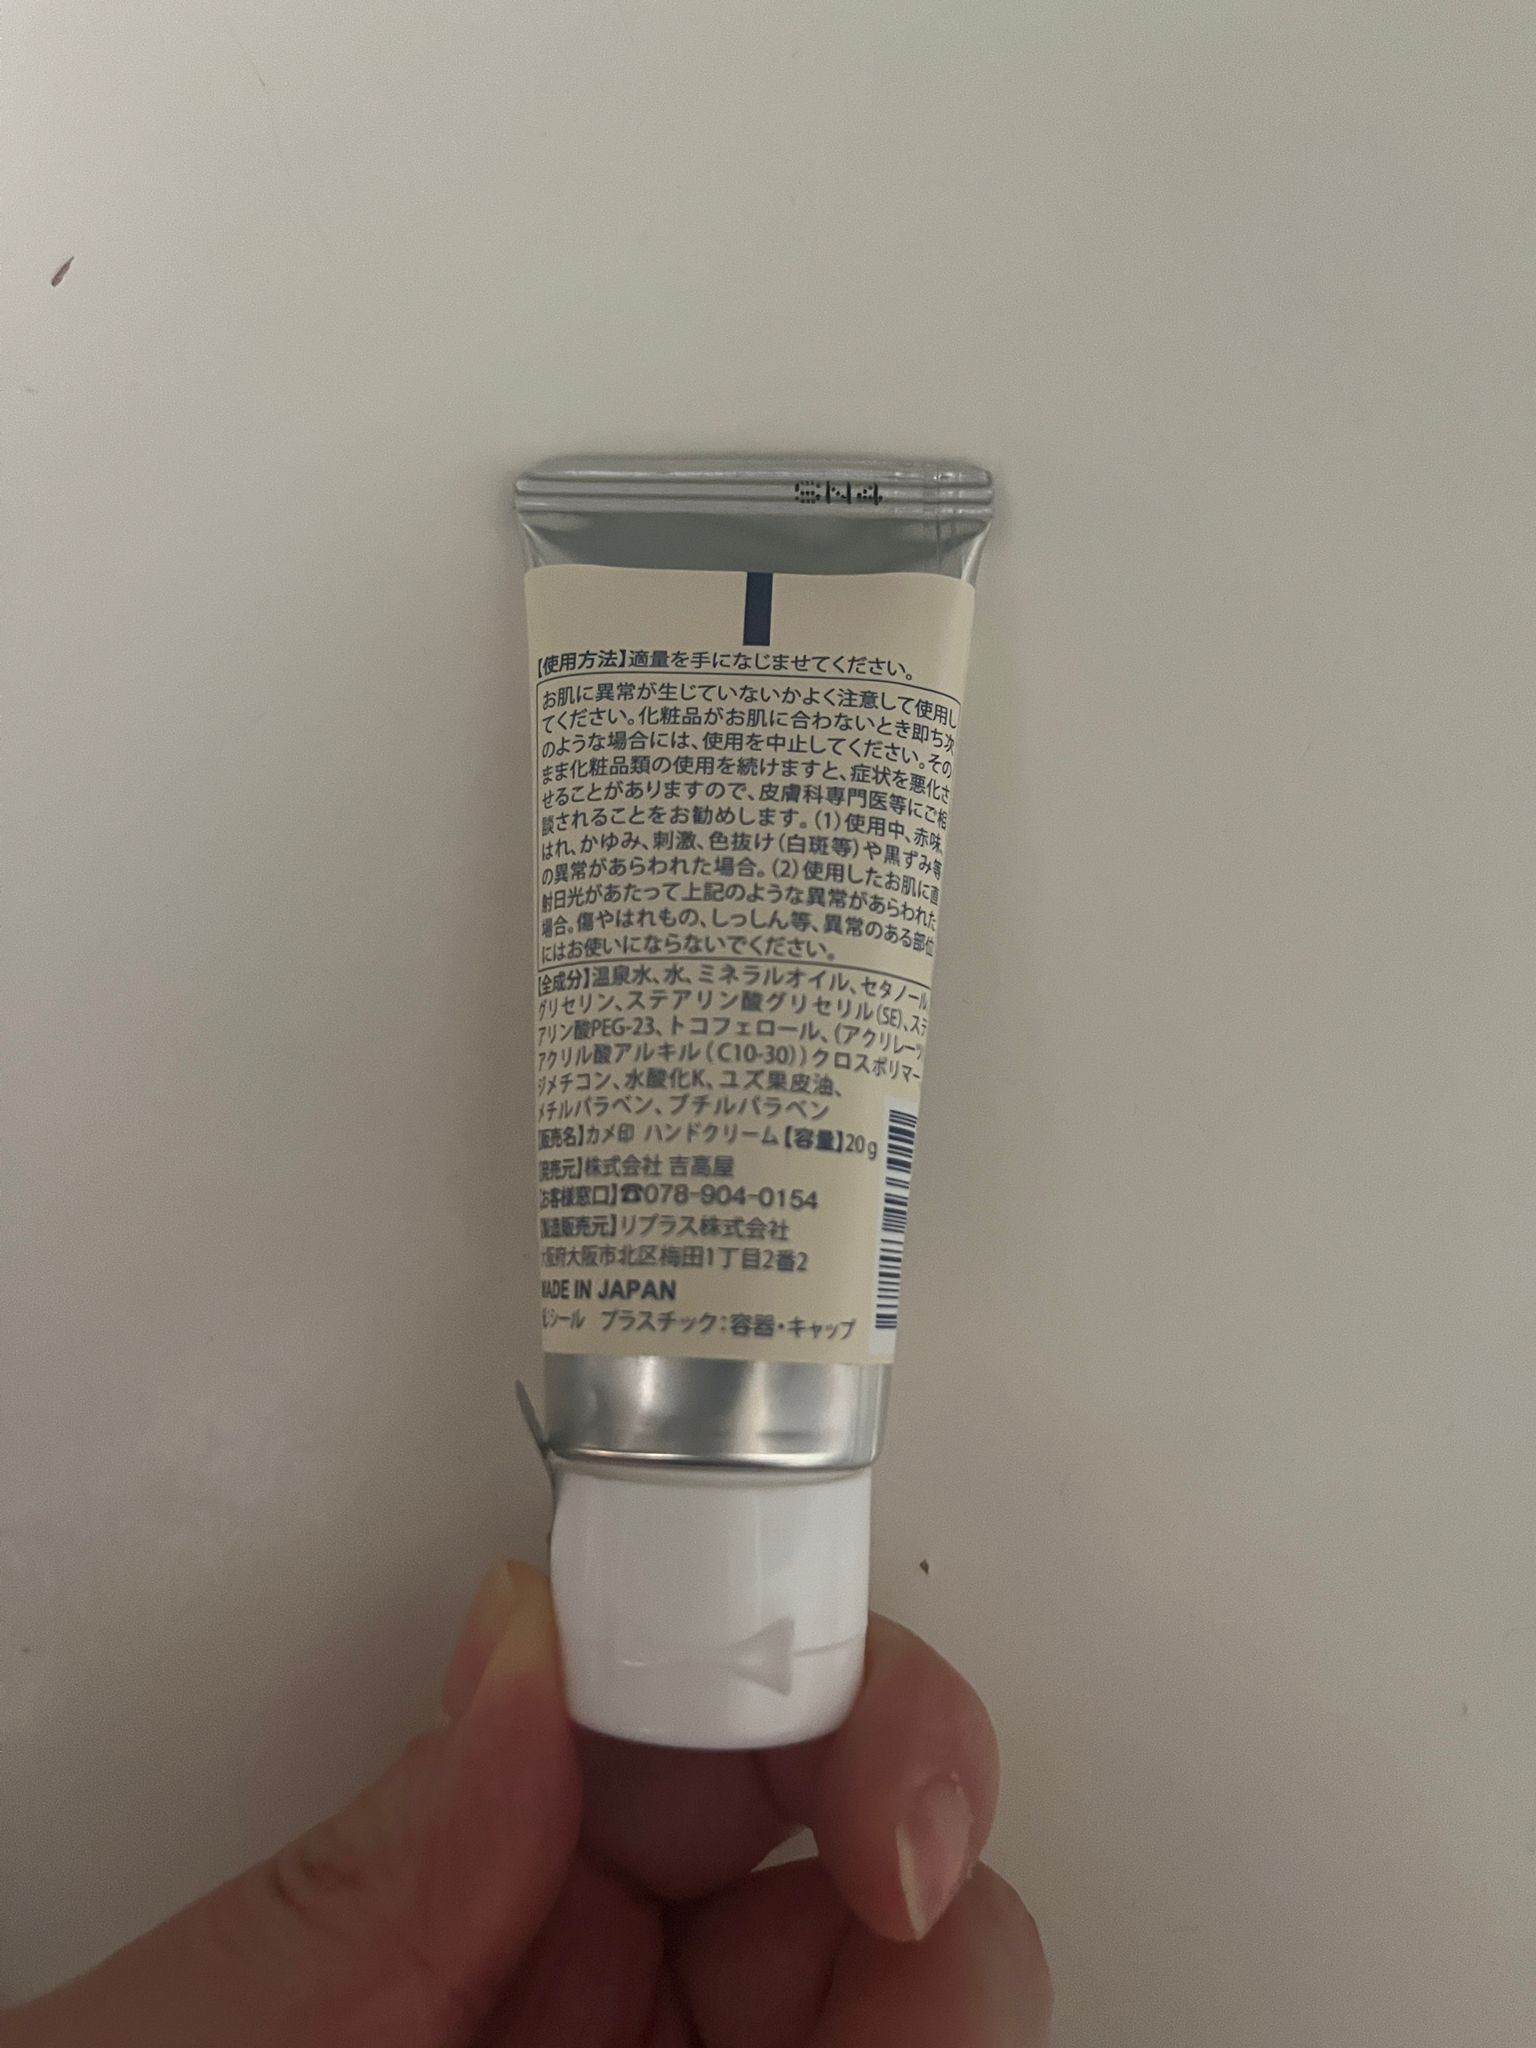 SN4
【使用方法】適量を手になじませてください。
お肌に異常が生じていないかよく注意して使用し
てください。化粧品がお肌に合わないとき即ち次
のような場合には、使用を中止してください。その
まま化粧品類の使用を続けますと、症状を悪化さ
せることがありますので、皮膚科専門医等にご相
談されることをお勧めします。(1)使用中、赤味、
はれ、かゆみ、刺激、色抜け(白斑等)や黒ずみ等
の異常があらわれた場合。(2)使用したお肌に直
射日光があたって上記のような異常があらわれた
場合。傷やはれもの、しっしん等、異常のある部位
にはお使いにならないでください。
【全成分】温泉水、水、ミネラルオイル、セタノール
グリセリン、ステアリン酸グリセリル(SE)、ステ
アリン酸PEG-23、トコフェロール、(アクリレーツ
アクリル酸アルキル(C10-30))クロスポリマー
ジメチコン、水酸化K、ユズ果皮油、
メチルパラベン、ブチルパラベン
【販売名】カメ印 ハンドクリーム【容量】20g
【発売元】株式会社 吉高屋
【お客様窓口】☎078-904-0154
【製造販売元】リプラス株式会社
大阪府大阪市北区梅田1丁目2番2
MADE IN JAPAN
シール プラスチック:容器・キャップ